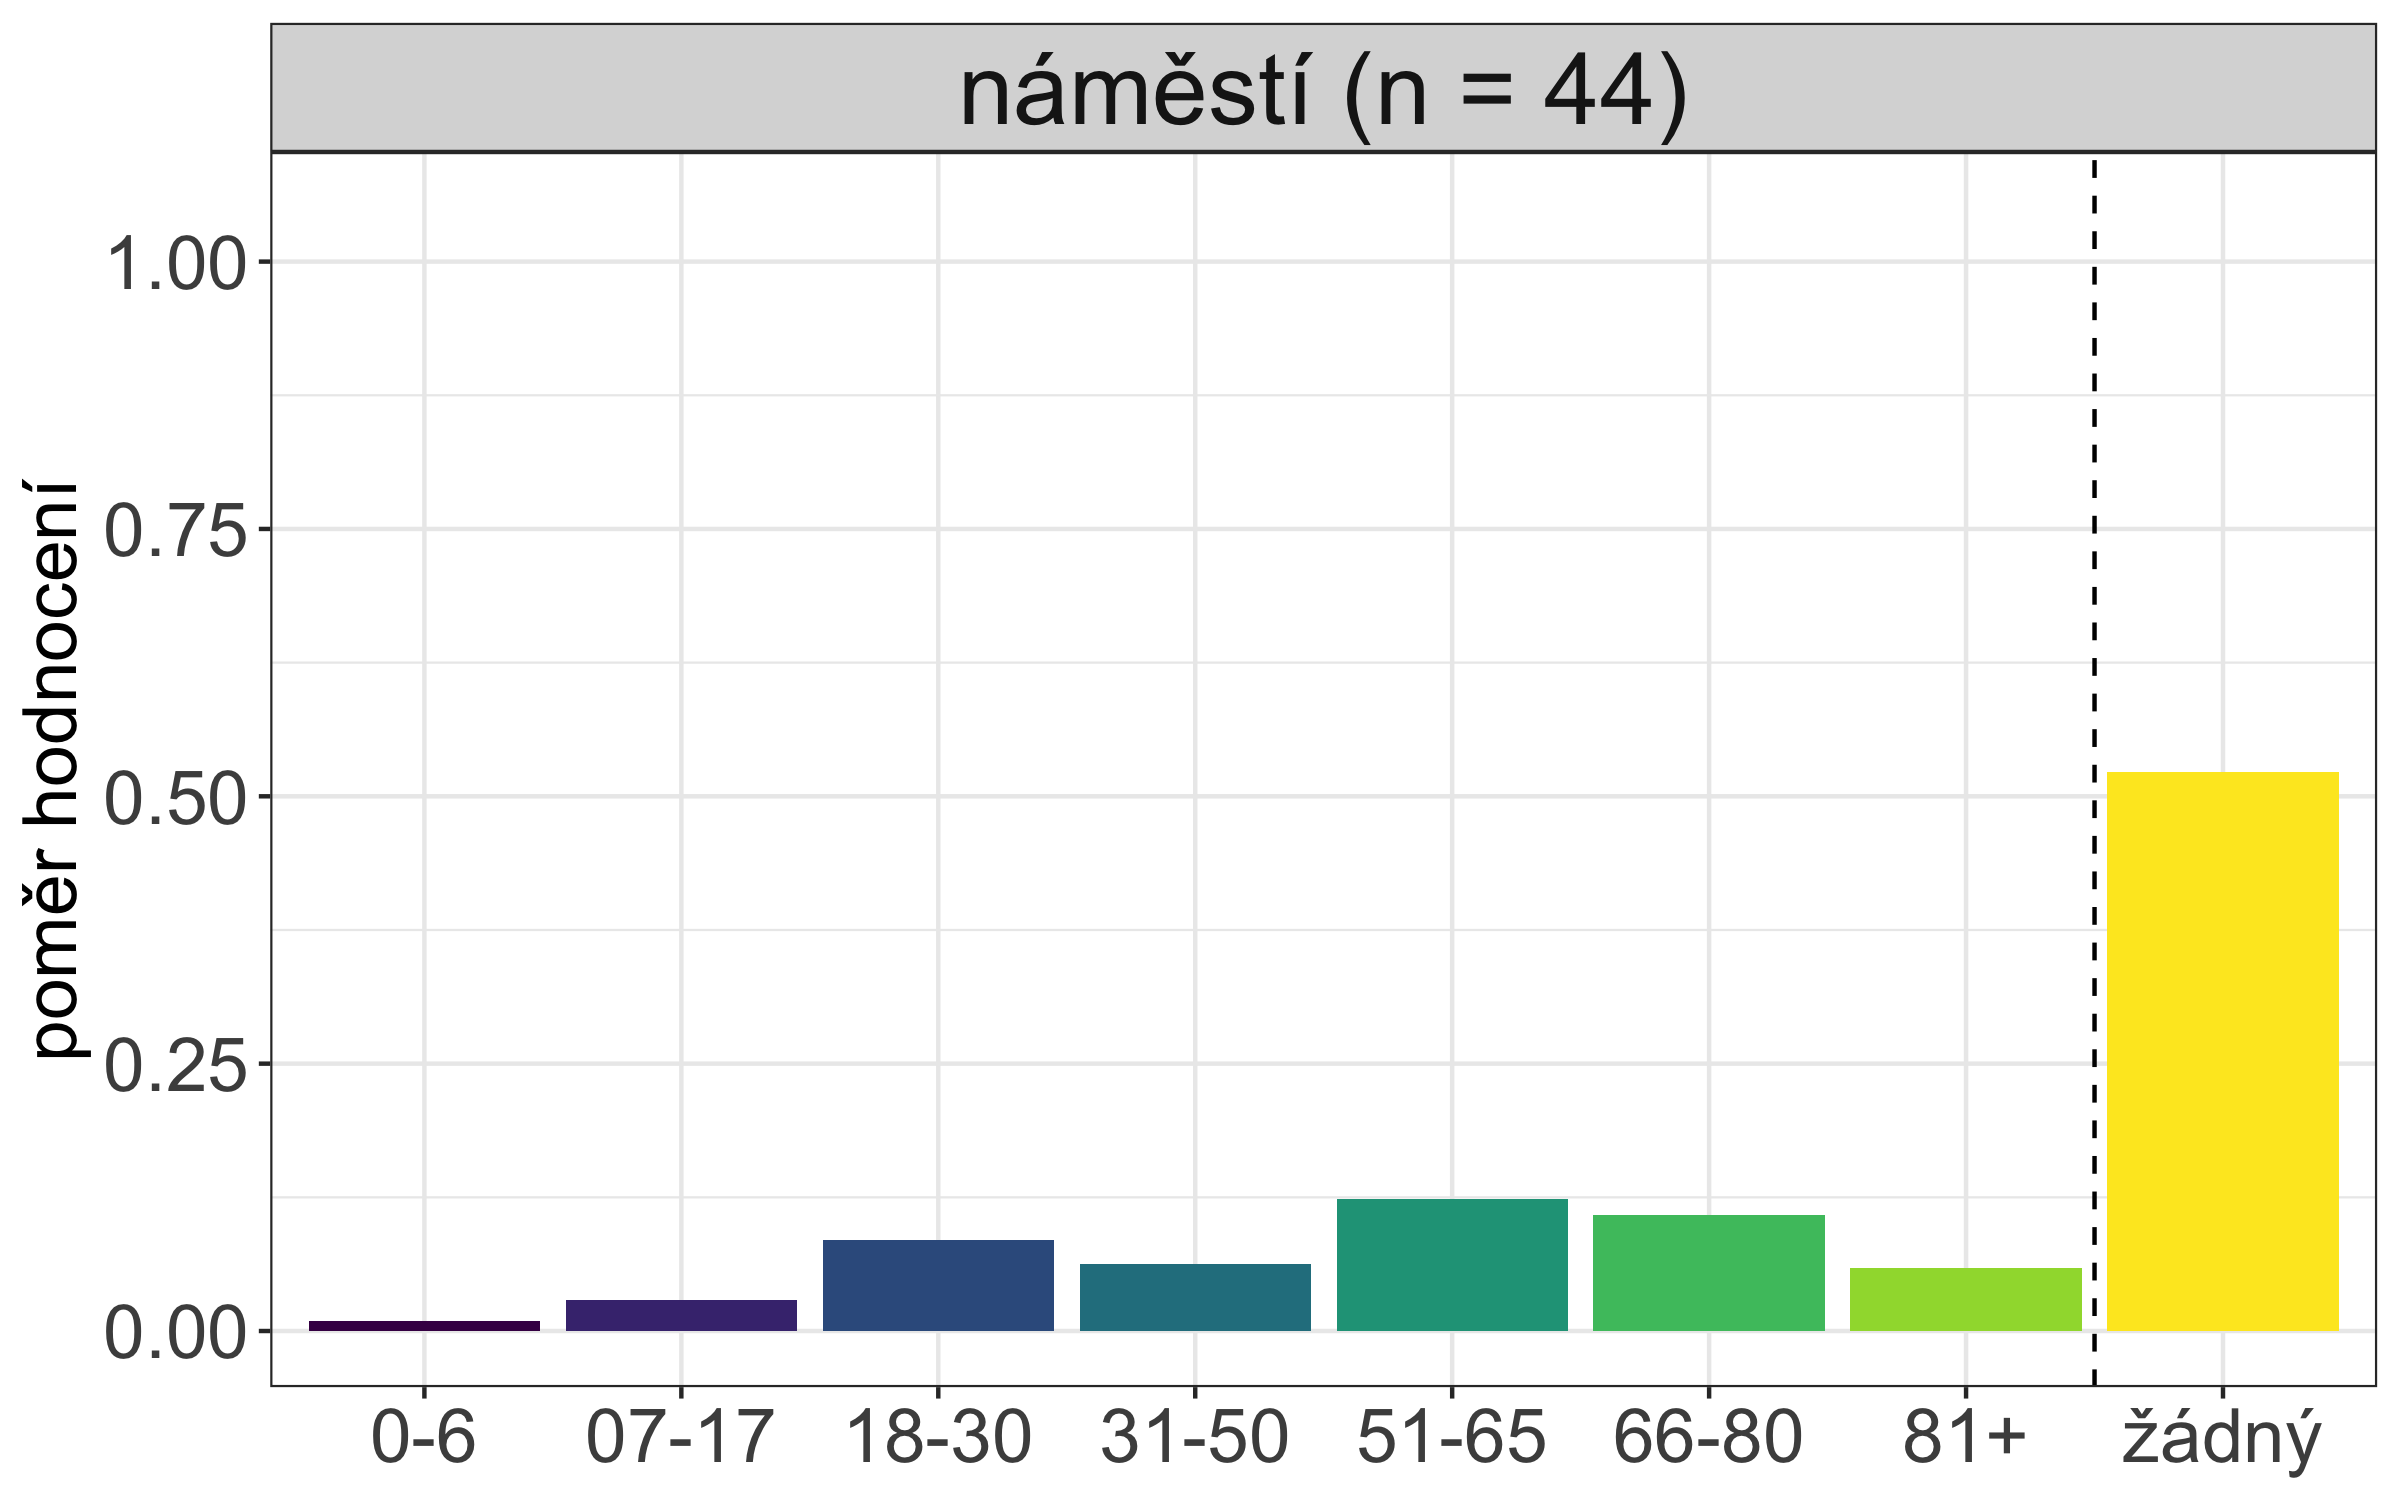 náměstí (n = 44)
poměr hodnocení
1.00
0.75
0.50
0.25
0.00
0-6 07-17 18-30 31-50 51-65 66-80 81+ žádný